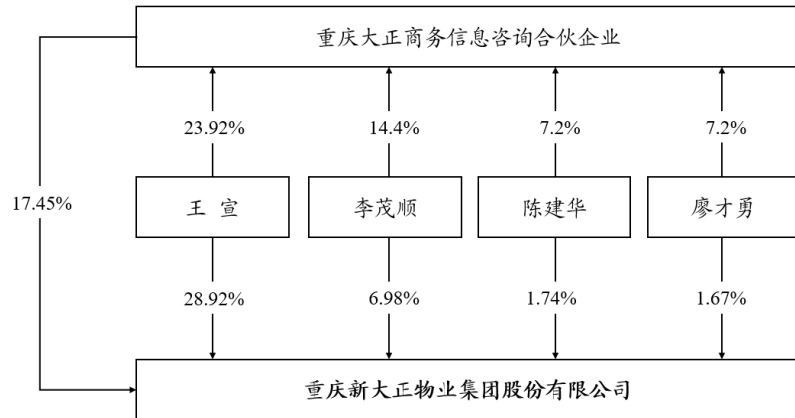 重庆大正商务信息咨询合伙企业
23.92%
14.4%
7.2%
7.2%
17.45%
王 宣
李茂顺
陈建华
廖才勇
28.92%
6.98%
1.74%
1.67%
重庆新大正物业集团股份有限公司